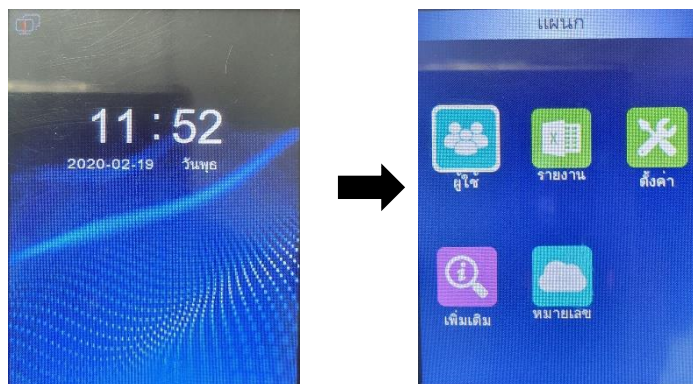 11:52
2020-02-19 วันพุธ
แผนก
ผู้ใช้
รายงาน
ตั้งค่า
เพิ่มเติม
หมายเลข